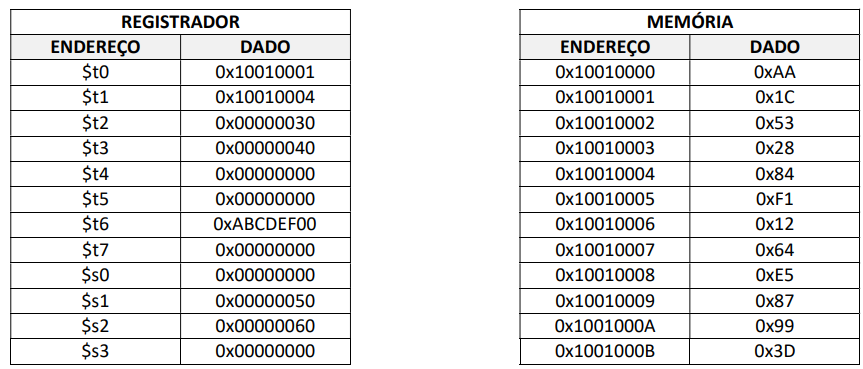 REGISTRADOR
ENDEREÇO DADO
$t0 0x10010001
$t1 0x10010004
$t2 0x00000030
$t3 0x00000040
$t4 0x00000000
$t5 0x00000000
$t6 0xABCDEF00
$t7 0x00000000
$s0 0x00000000
$s1 0x00000050
$s2 0x00000060
$s3 0x00000000
MEMÓRIA
ENDEREÇO DADO
0x10010000 0xAA
0x10010001 0x1C
0x10010002 0x53
0x10010003 0x28
0x10010004 0x84
0x10010005 0xF1
0x10010006 0x12
0x10010007 0x64
0x10010008 0xE5
0x10010009 0x87
0x1001000A 0x99
0x1001000B 0x3D